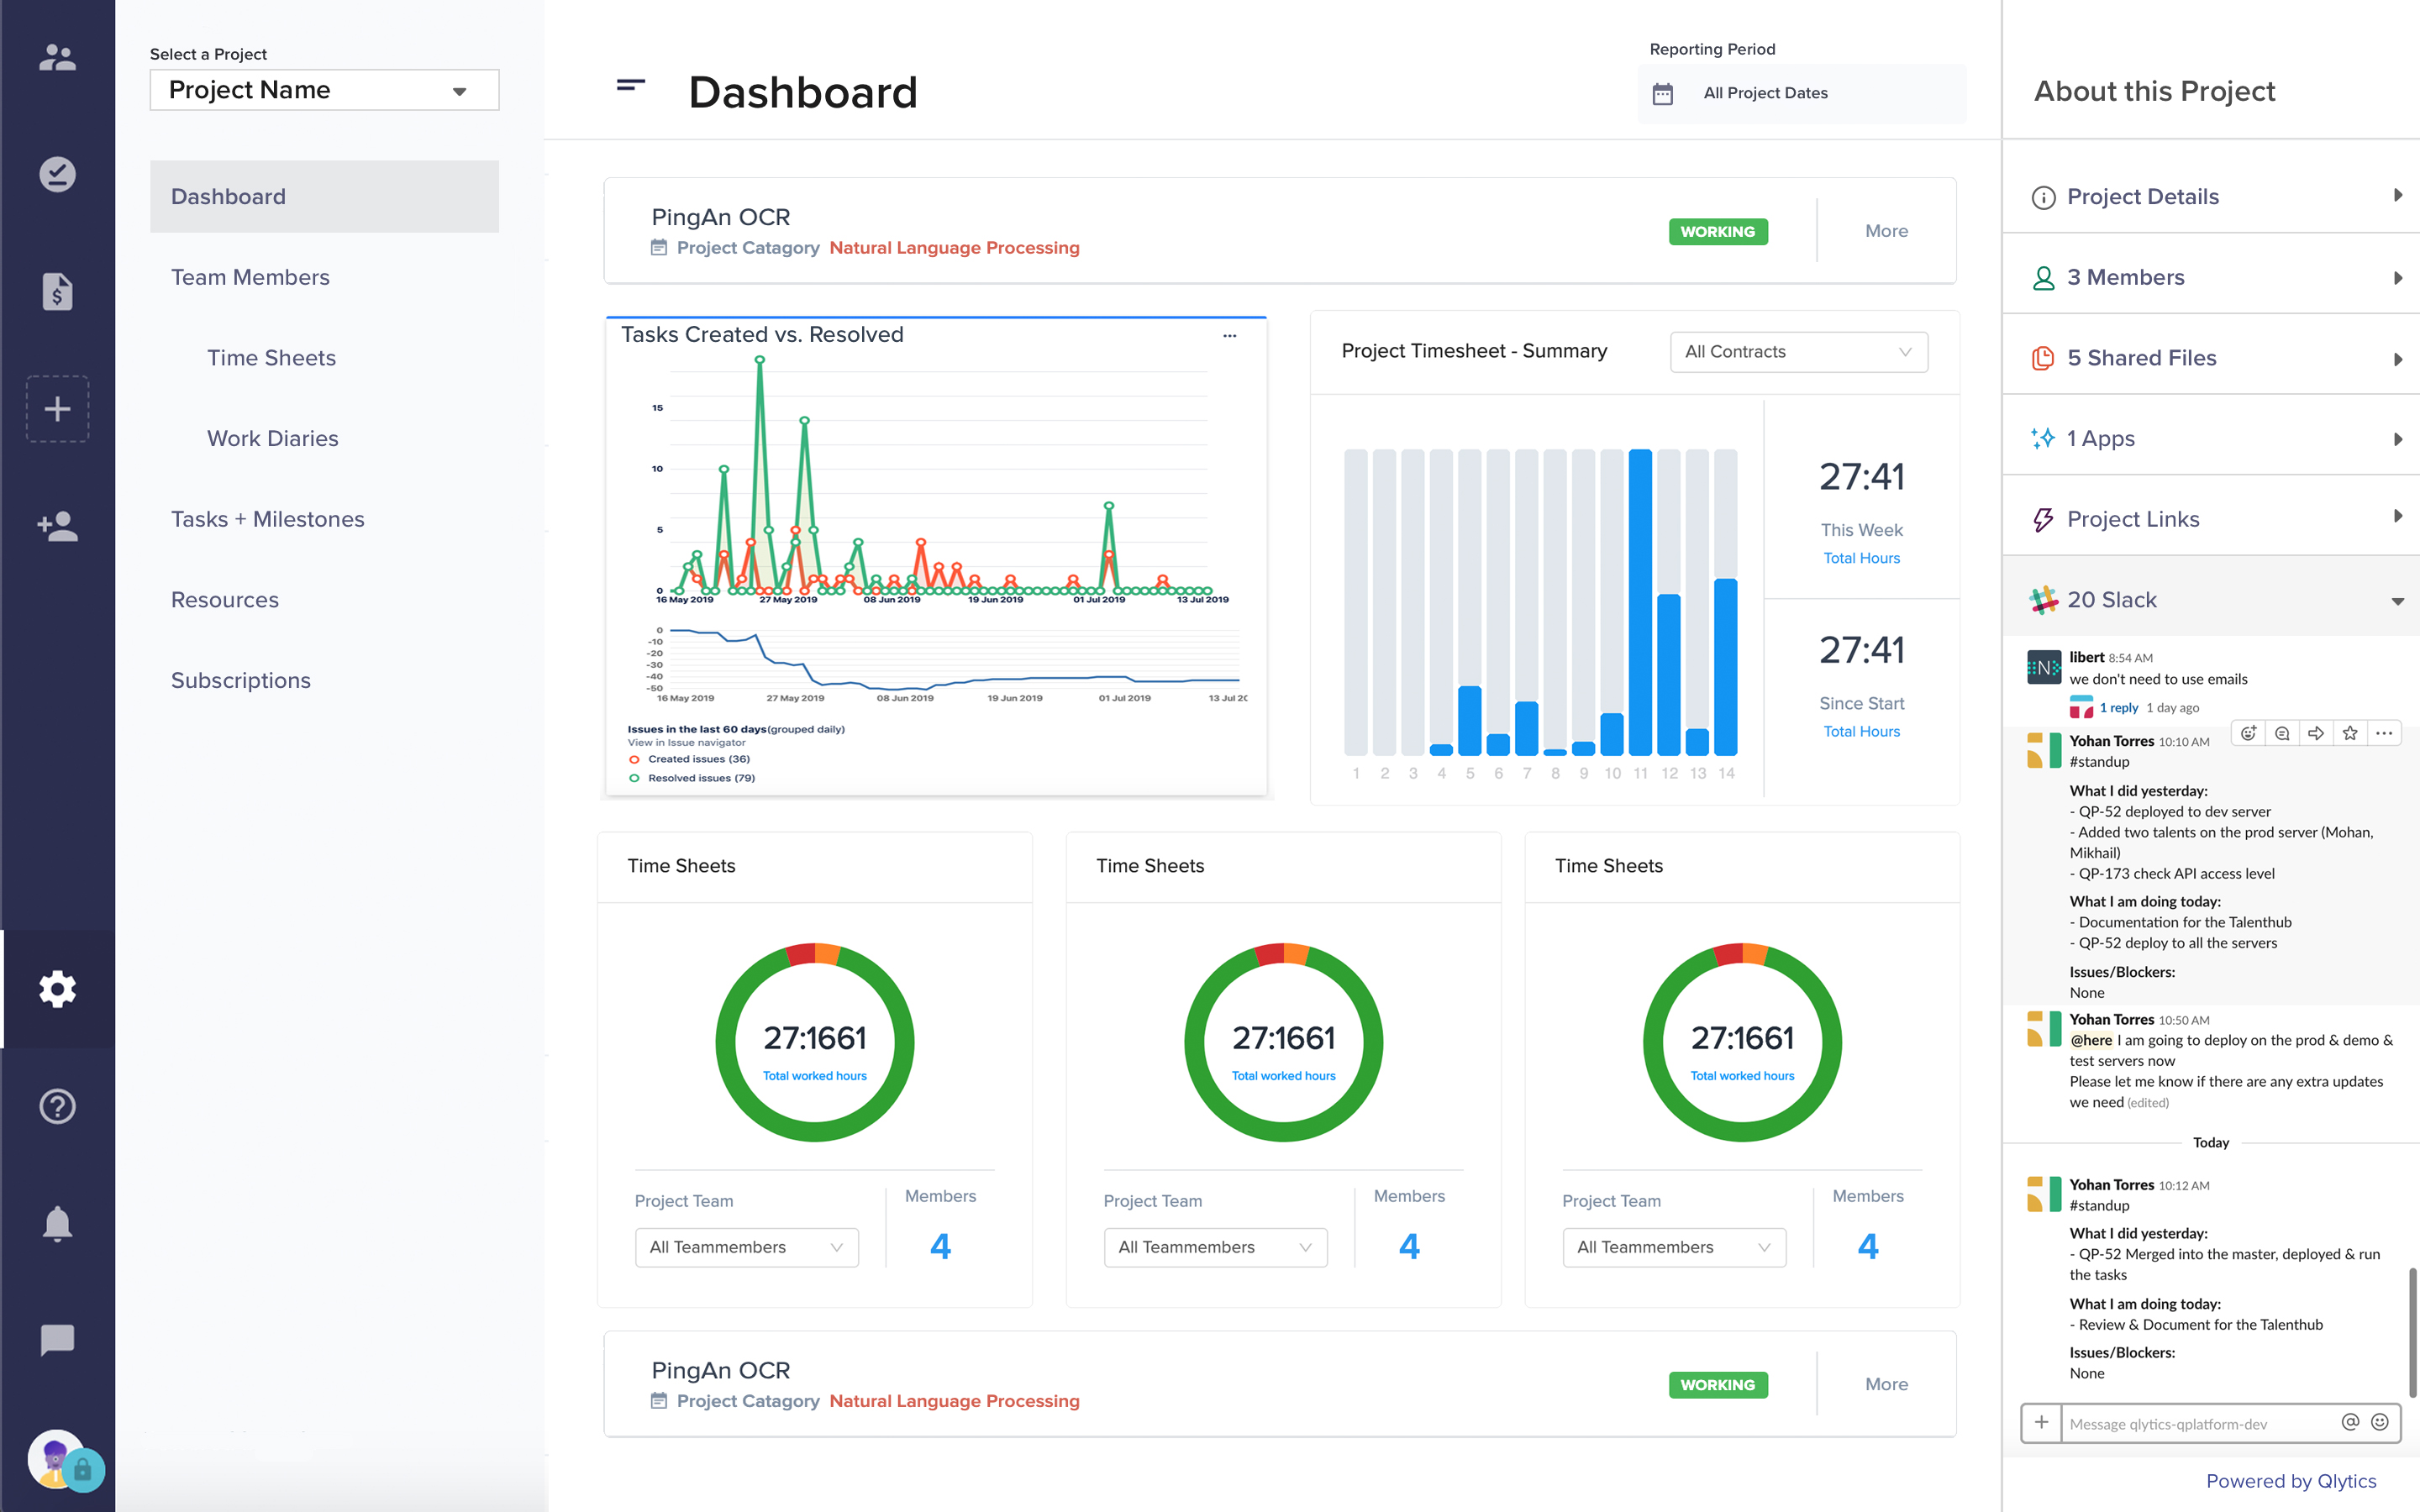 Select a Project
Project Name
Dashboard
Team Members
Time Sheets
Work Diaries
Tasks + Milestones
Resources
Subscriptions
Dashboard
Reporting Period
All Project Dates
PingAn OCR
Project Catagory Natural Language Processing
WORKING
More
Tasks Created vs. Resolved
...
15
10
5
0
16 May 2019 27 May 2019 08 Jun 2019 19 Jun 2019 01 Jul 2019 13 Jul 2019
0
-10
-20
-30
-40
-50
16 May 2019 27 May 2019 08 Jun 2019 19 Jun 2019 01 Jul 2019 13 Jul 20
Issues in the last 60 days(grouped daily)
View in Issue navigator
Created issues (36)
Resolved issues (79)
Project Timesheet - Summary
All Contracts
1 2 3 4 5 6 7 8 9 10 11 12 13 14
27:41
This Week
Total Hours
27:41
Since Start
Total Hours
Time Sheets
27:1661
Total worked hours
Project Team
All Teammembers
Members
4
Time Sheets
27:1661
Total worked hours
Project Team
All Teammembers
Members
4
Time Sheets
27:1661
Total worked hours
Project Team
All Teammembers
Members
4
PingAn OCR
Project Catagory Natural Language Processing
WORKING
More
About this Project
Project Details
3 Members
5 Shared Files
1 Apps
Project Links
20 Slack
N
libert 8:54 AM
we don't need to use emails
1 reply 1 day ago
Yohan Torres 10:10 AM
#standup
What I did yesterday:
- QP-52 deployed to dev server
- Added two talents on the prod server (Mohan,
Mikhail)
- QP-173 check API access level
What I am doing today:
- Documentation for the Talenthub
- QP-52 deploy to all the servers
Issues/Blockers:
None
Yohan Torres 10:50 AM
@here I am going to deploy on the prod & demo &
test servers now
Please let me know if there are any extra updates
we need (edited)
Today
Yohan Torres 10:12 AM
#standup
What I did yesterday:
- QP-52 Merged into the master, deployed & run
the tasks
What I am doing today:
- Review & Document for the Talenthub
Issues/Blockers:
None
+ Message qlytics-qplatform-dev @
Powered by Qlytics